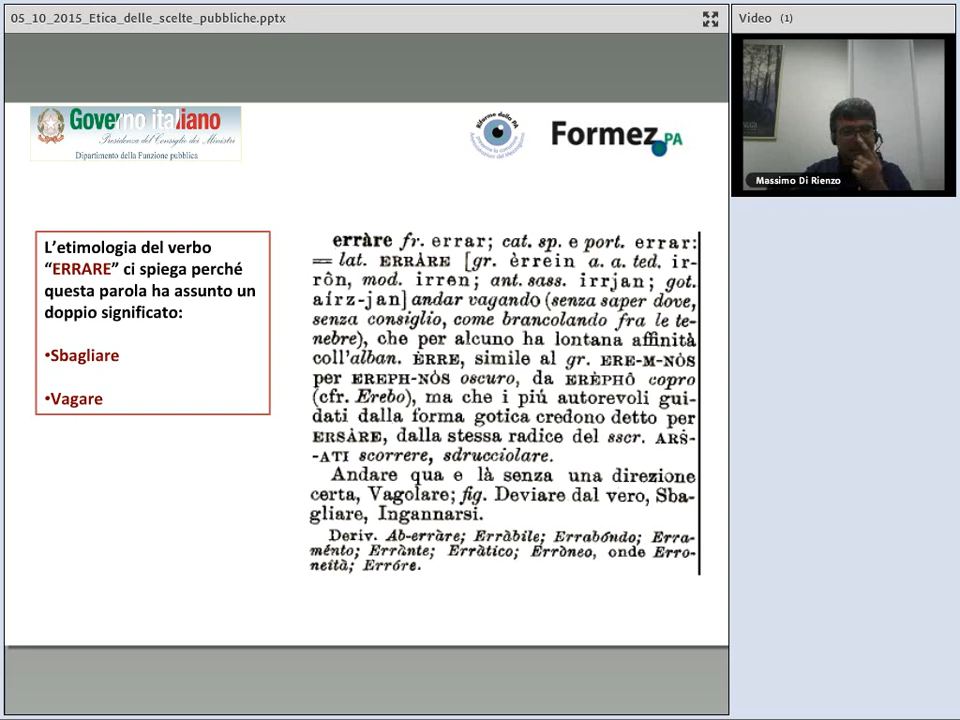 05_10_2015_Etica_delle_scelte_pubbliche.pptx
Video (1)
Massimo Di Rienzo
Governo italiano
Presidenza del Consiglio dei Ministri
Dipartimento della Funzione pubblica
Riforme della PA
Formez PA
L’etimologia del verbo
“ERRARE” ci spiega perché
questa parola ha assunto un
doppio significato:
•Sbagliare
•Vagare
erràre fr. errar; cat. sp. e port. errar:
= lat. ERRÀRE [gr. èrrein a. a. ted. ir-
rôn, mod. irren; ant. sass. irrjan; got.
aírz-jan] andar vagando (senza saper dove,
senza consiglio, come brancolando fra le te-
nebre), che per alcuno ha lontana affinità
coll'alban. ÈRRE, simile al gr. ERE-M-NÒS
per EREPH-NÒS oscuro, da ERÈPHÔ copro
(cfr. Erebo), ma che i piú autorevoli gui-
dati dalla forma gotica credono detto per
ERSÀRE, dalla stessa radice del sscr. ARŚ-
-ATI scorrere, sdrucciolare.
Andare qua e là senza una direzione
certa, Vagolare; fig. Deviare dal vero, Sba-
gliare, Ingannarsi.
Deriv. Ab-erràre; Erràbile; Errabóndo; Erra-
ménto; Errànte; Erràtico; Erròneo, onde Erro-
neità; Erróre.